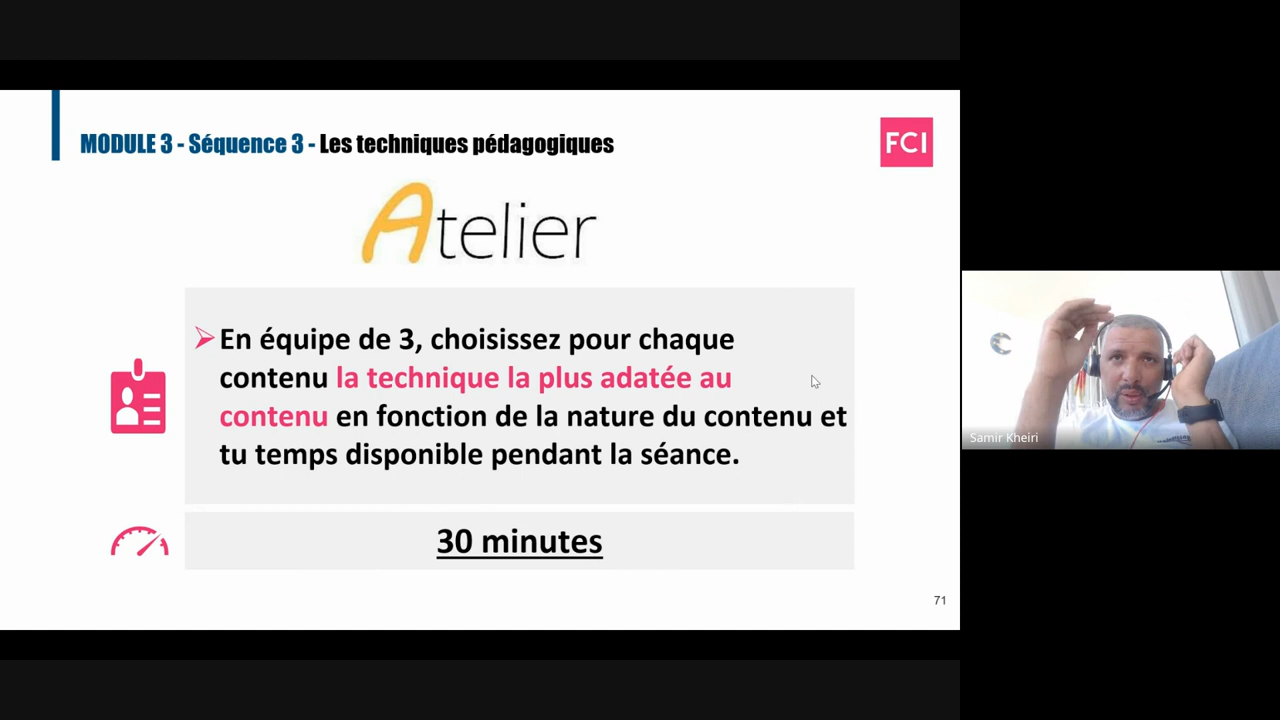 MODULE 3 - Séquence 3 - Les techniques pédagogiques
FCI
Atelier
En équipe de 3, choisissez pour chaque
contenu la technique la plus adatée au
contenu en fonction de la nature du contenu et
tu temps disponible pendant la séance.
30 minutes
71
Samir Kheiri